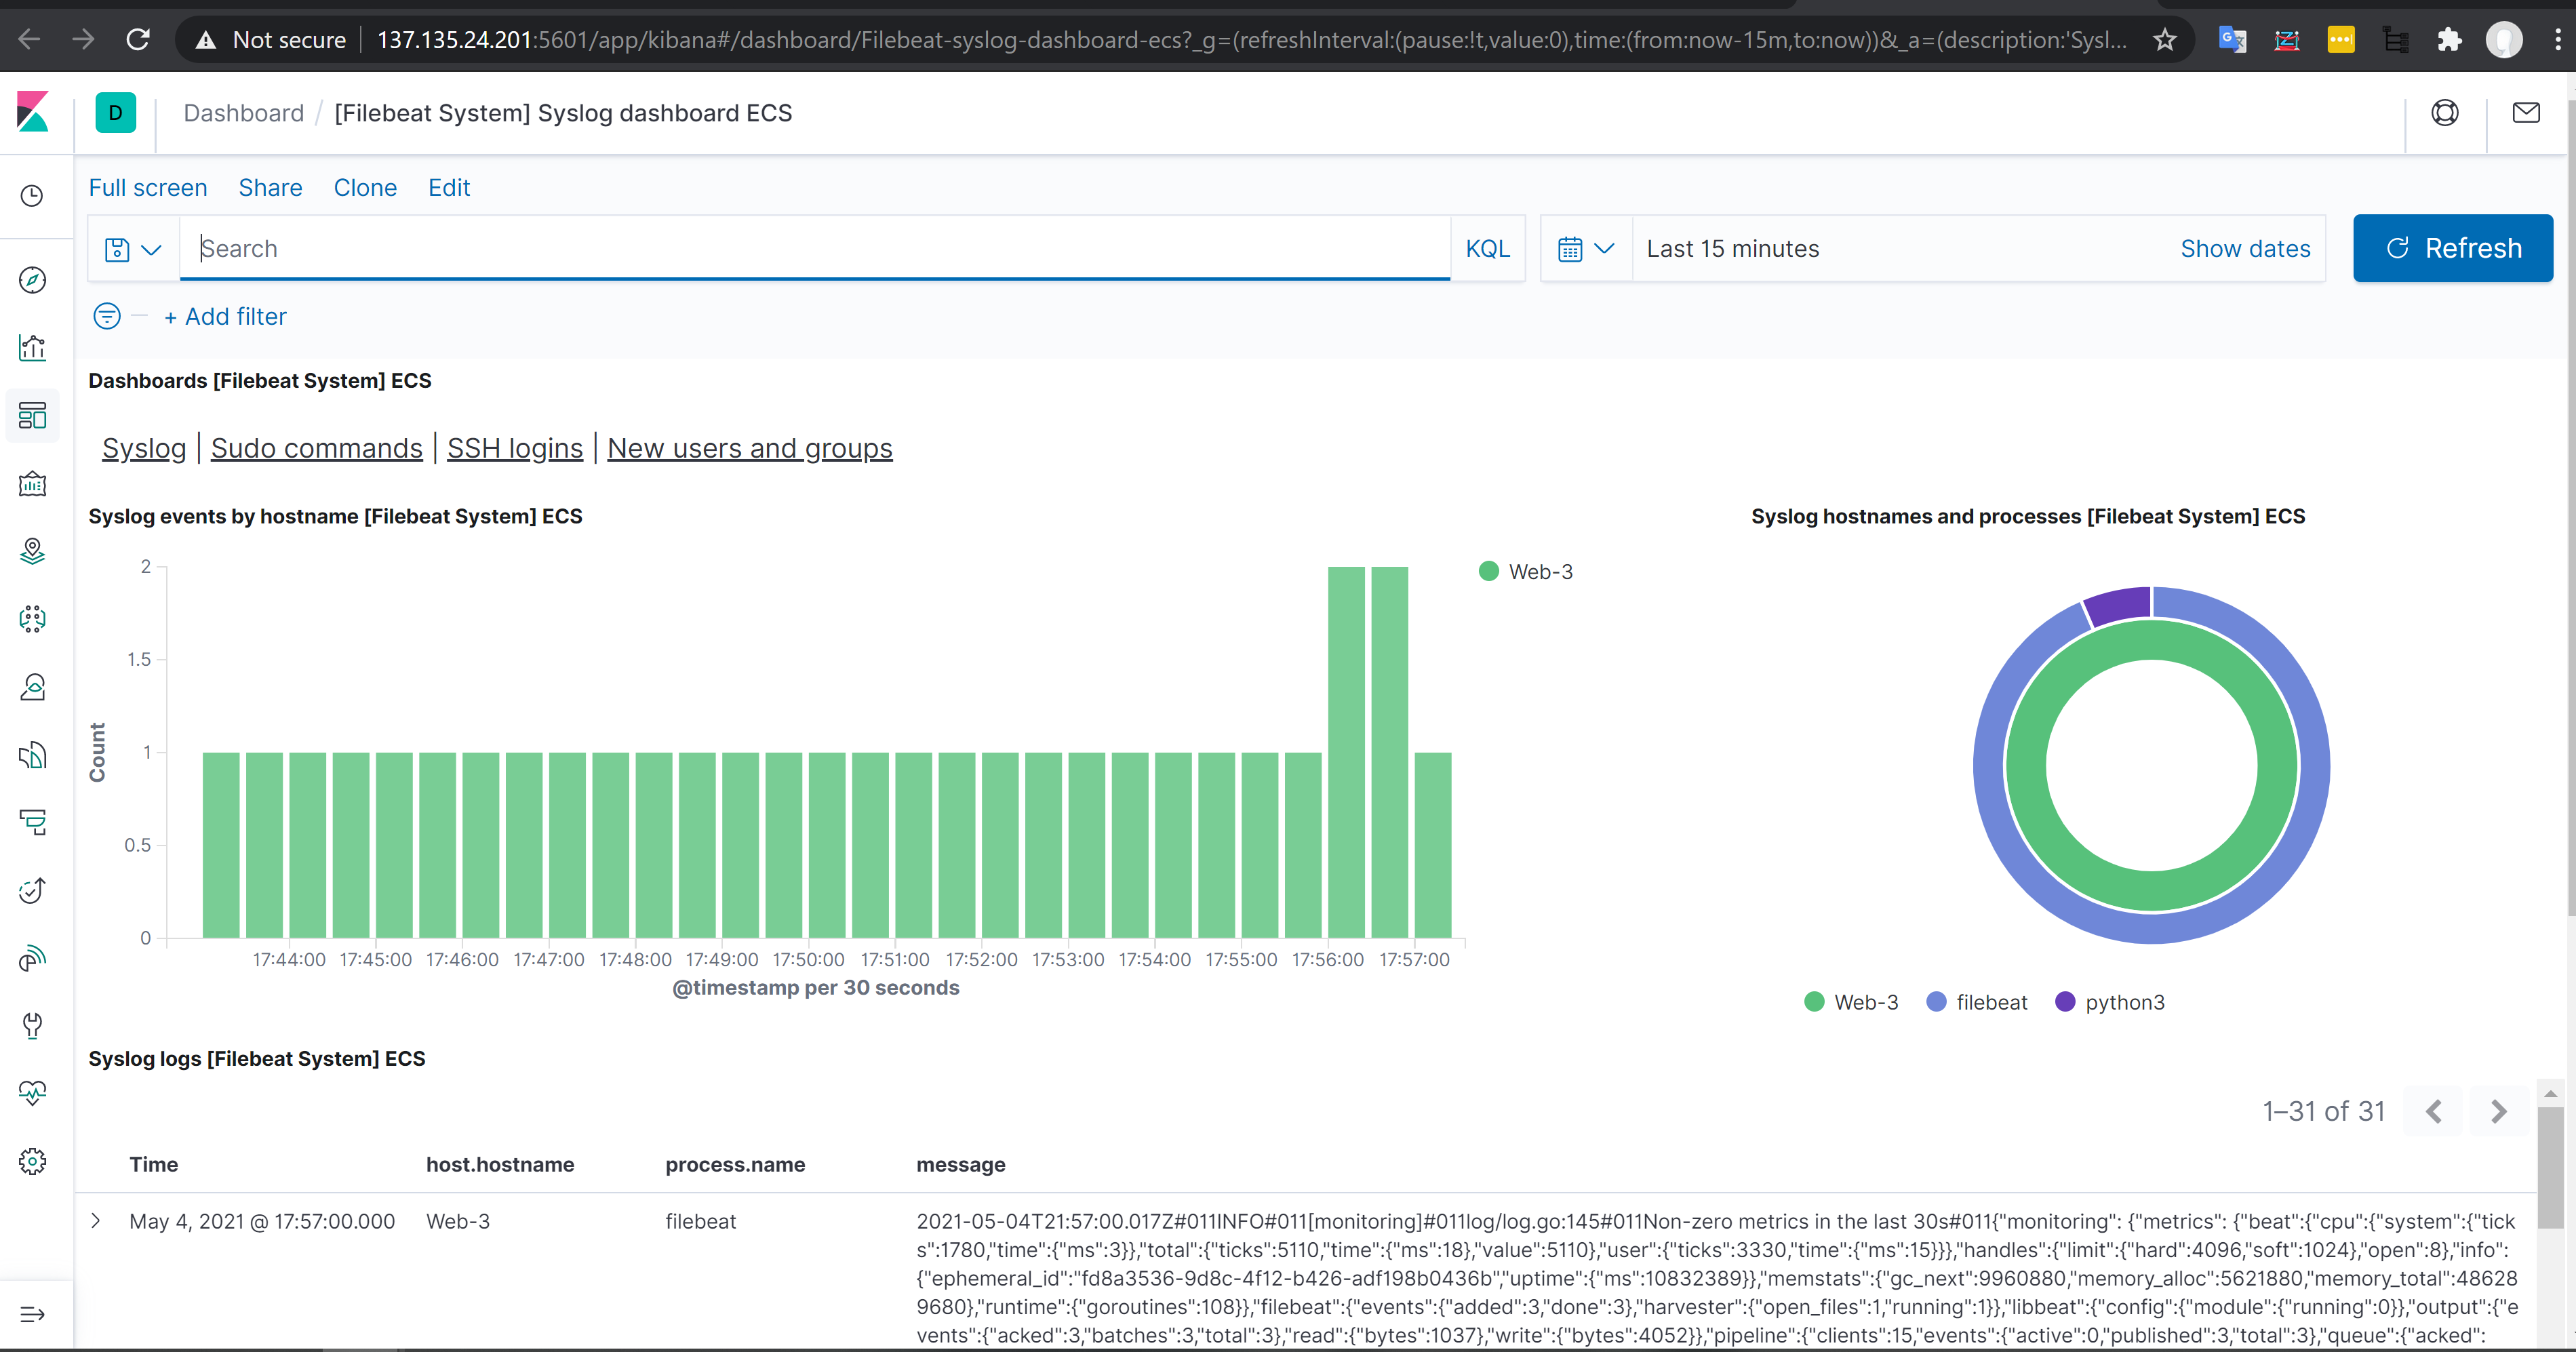 Not secure
137.135.24.201:5601/app/kibana#/dashboard/Filebeat-syslog-dashboard-ecs?_g=(refreshInterval:(pause:!t,value:0),time:(from:now-15m,to:now))&_a=(description:'Sysl...
D
Dashboard / [Filebeat System] Syslog dashboard ECS
Full screen Share Clone Edit
Search KQL Last 15 minutes Show dates Refresh
+ Add filter
Dashboards [Filebeat System] ECS
Syslog | Sudo commands | SSH logins | New users and groups
Syslog events by hostname [Filebeat System] ECS
2
1.5
1
0.5
0
Count
17:44:00 17:45:00 17:46:00 17:47:00 17:48:00 17:49:00 17:50:00 17:51:00 17:52:00 17:53:00 17:54:00 17:55:00 17:56:00 17:57:00
@timestamp per 30 seconds
Web-3
Syslog hostnames and processes [Filebeat System] ECS
Web-3 filebeat python3
Syslog logs [Filebeat System] ECS
1–31 of 31
Time host.hostname process.name message
May 4, 2021 @ 17:57:00.000 Web-3 filebeat 2021-05-04T21:57:00.017Z#011INFO#011[monitoring]#011log/log.go:145#011Non-zero metrics in the last 30s#011{"monitoring": {"metrics": {"beat":{"cpu":{"system":{"tick
s":1780,"time":{"ms":3}},"total":{"ticks":5110,"time":{"ms":18},"value":5110},"user":{"ticks":3330,"time":{"ms":15}}},"handles":{"limit":{"hard":4096,"soft":1024},"open":8},"info":
{"ephemeral_id":"fd8a3536-9d8c-4f12-b426-adf198b0436b","uptime":{"ms":10832389}},"memstats":{"gc_next":9960880,"memory_alloc":5621880,"memory_total":48628
9680},"runtime":{"goroutines":108}},"filebeat":{"events":{"added":3,"done":3},"harvester":{"open_files":1,"running":1}},"libbeat":{"config":{"module":{"running":0}},"output":{"e
vents":{"acked":3,"batches":3,"total":3},"read":{"bytes":1037},"write":{"bytes":4052}},"pipeline":{"clients":15,"events":{"active":0,"published":3,"total":3},"queue":{"acked":